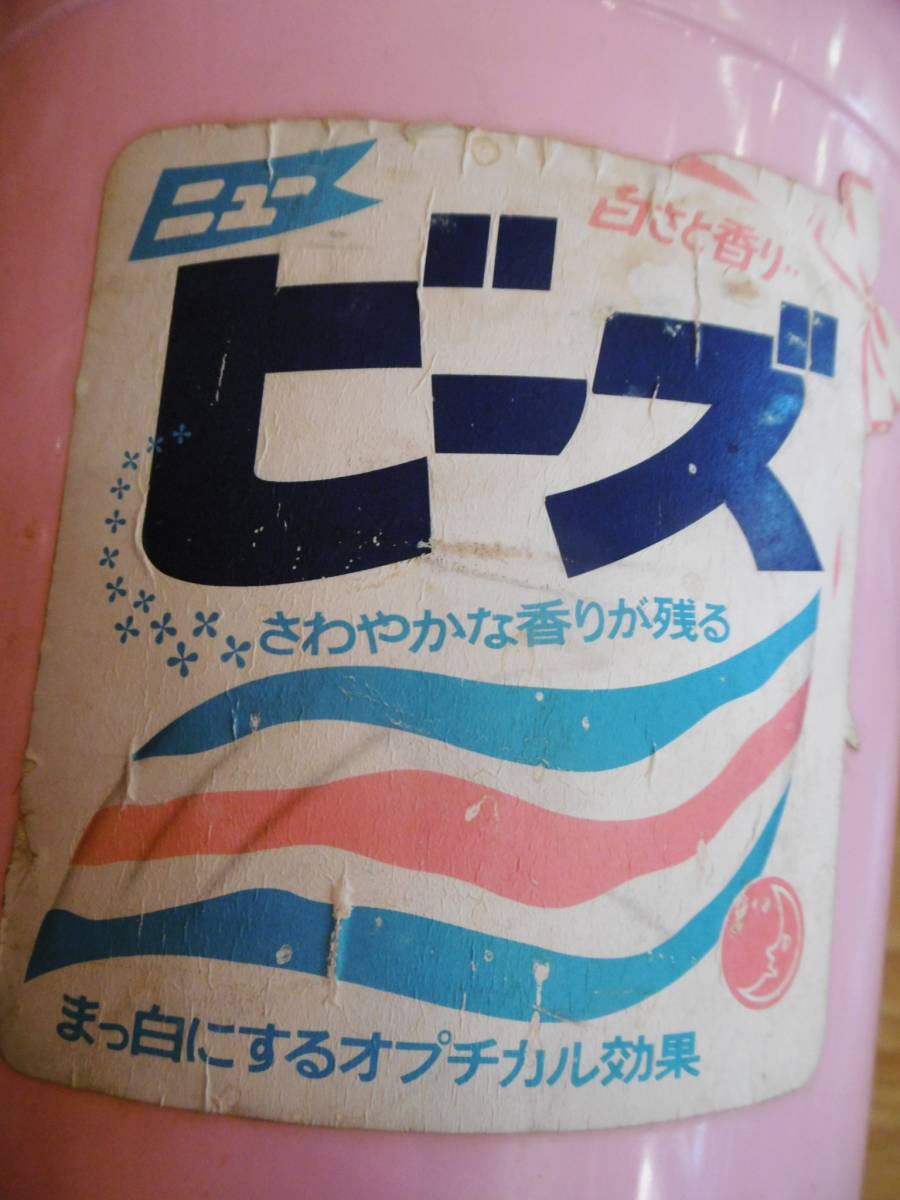 ニュー
白さと香り‥
ビーズ
さわやかな香りが残る
まっ白にするオプチカル効果